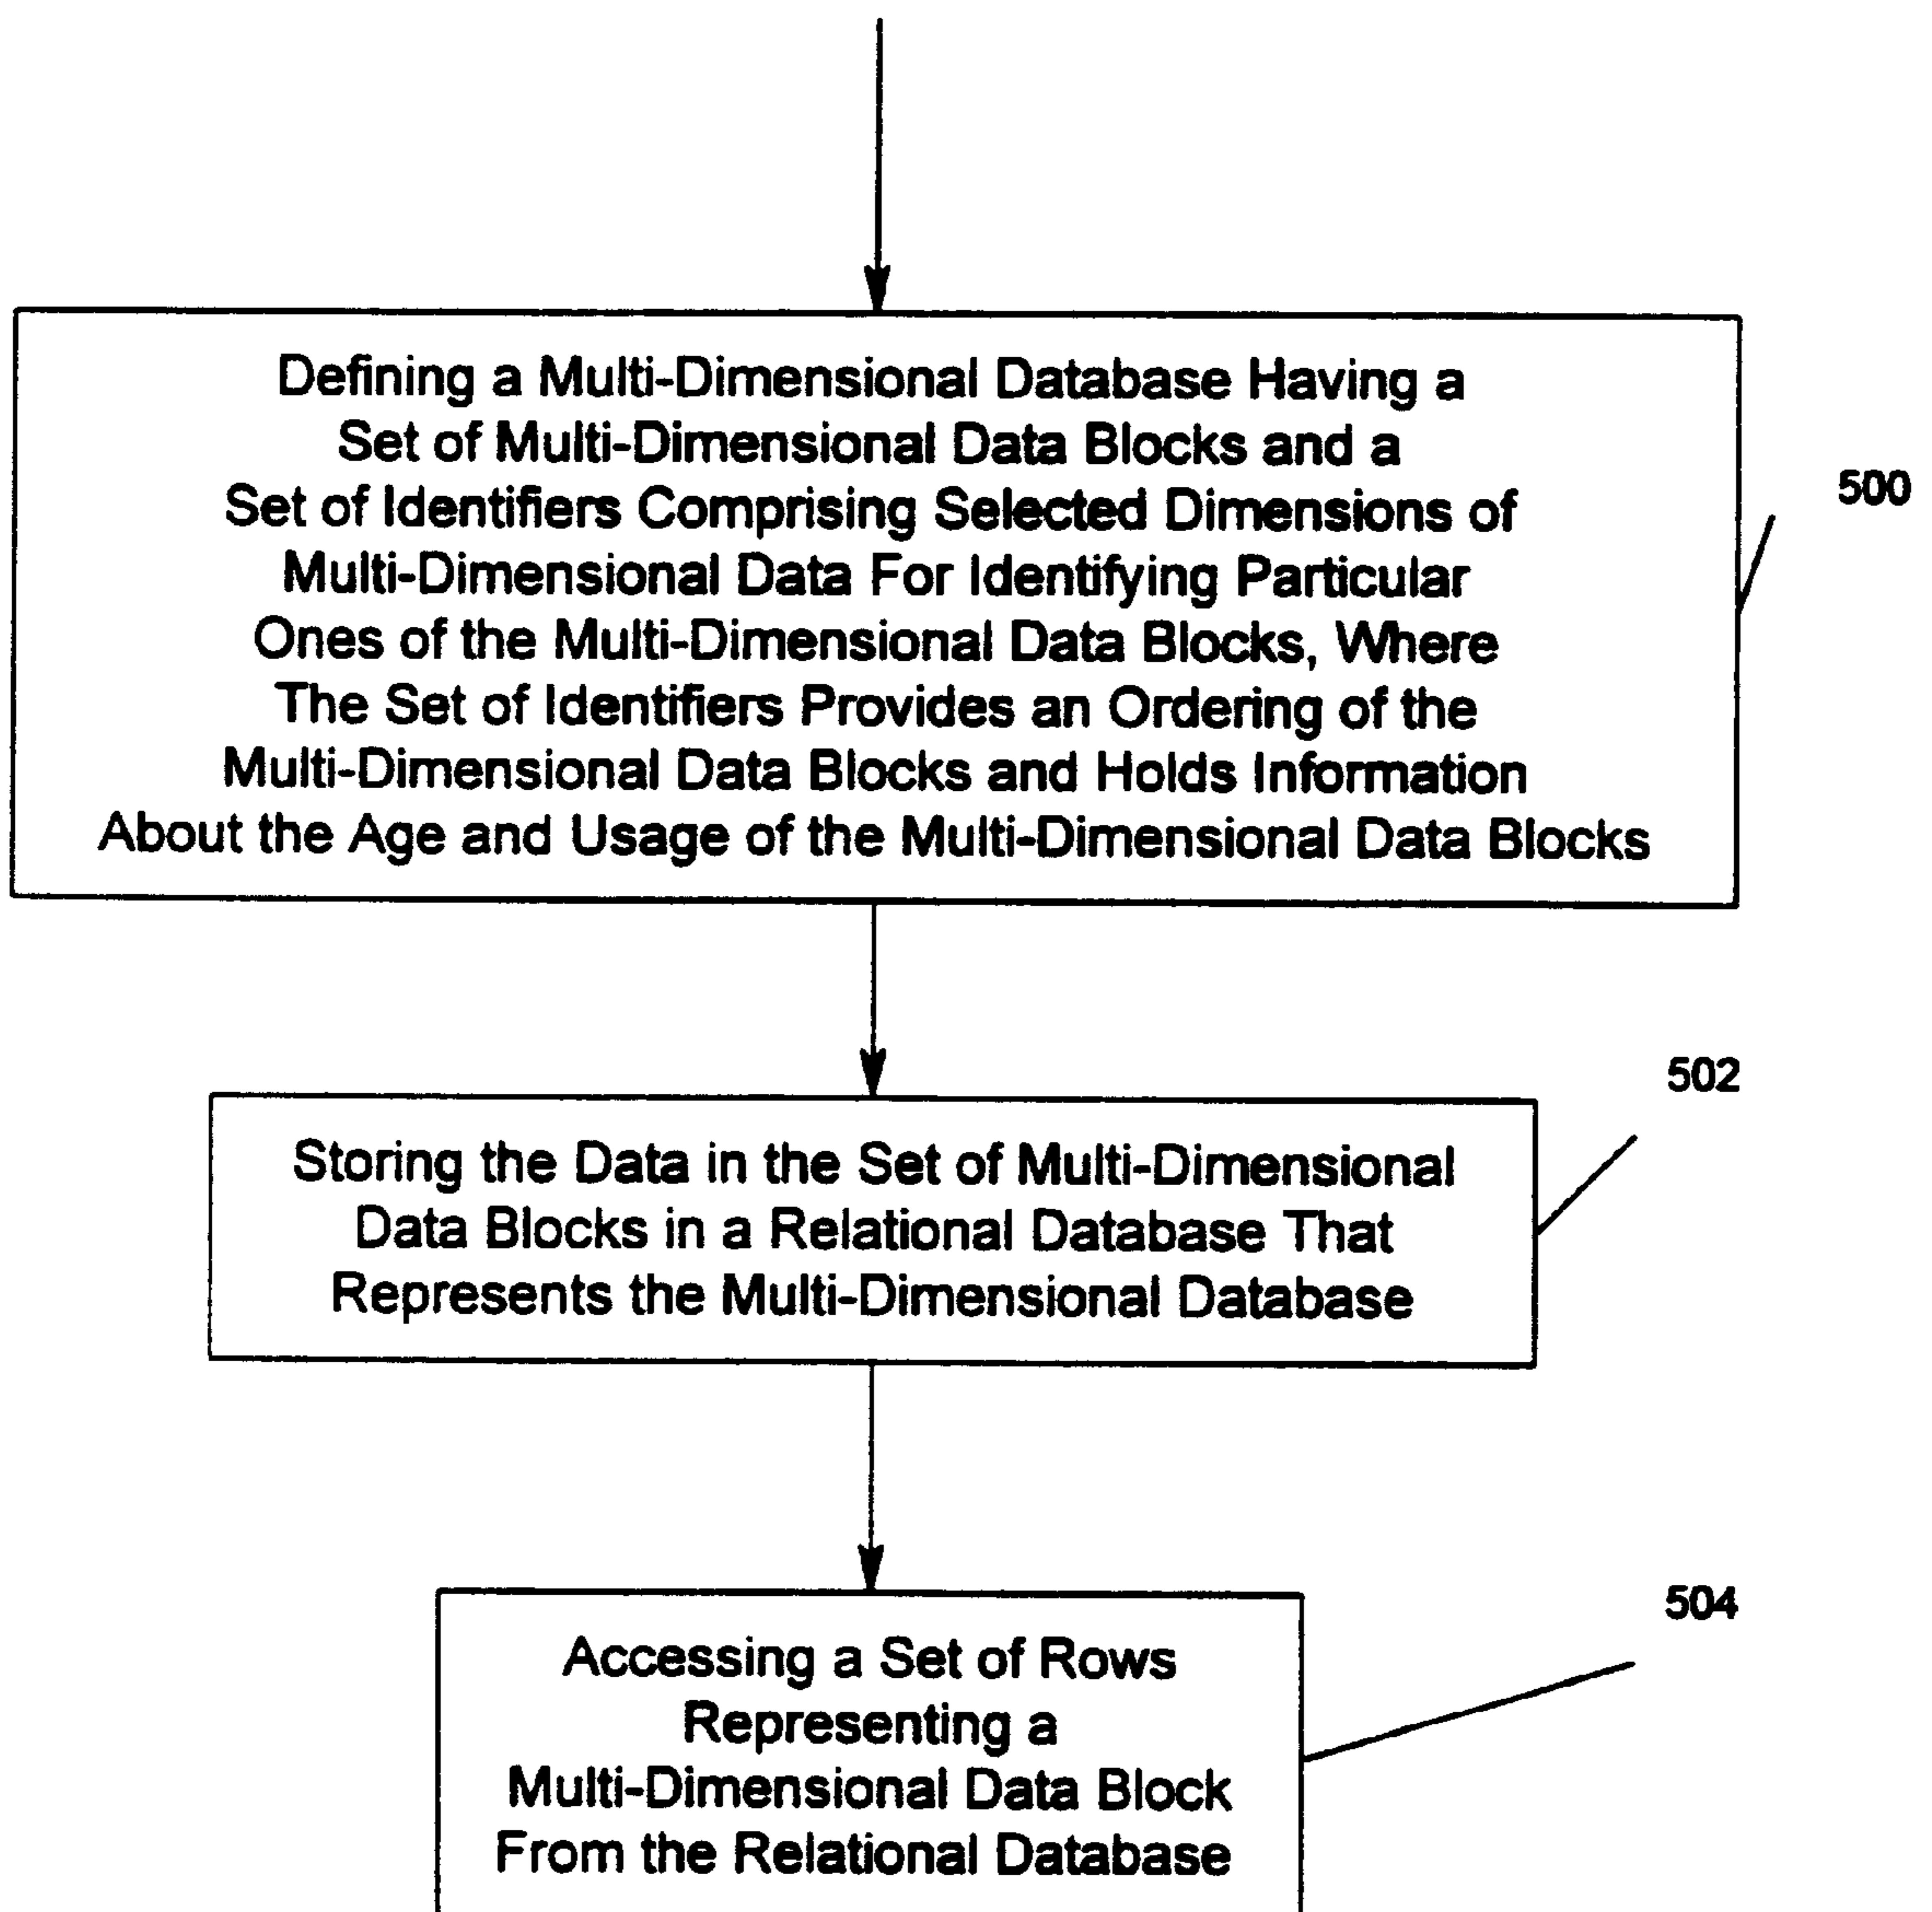 Defining a Multi-Dimensional Database Having a
Set of Multi-Dimensional Data Blocks and a
Set of Identifiers Comprising Selected Dimensions of
Multi-Dimensional Data For Identifying Particular
Ones of the Multi-Dimensional Data Blocks, Where
The Set of Identifiers Provides an Ordering of the
Multi-Dimensional Data Blocks and Holds Information
About the Age and Usage of the Multi-Dimensional Data Blocks
500
502
Storing the Data in the Set of Multi-Dimensional
Data Blocks in a Relational Database That
Represents the Multi-Dimensional Database
504
Accessing a Set of Rows
Representing a
Multi-Dimensional Data Block
From the Relational Database